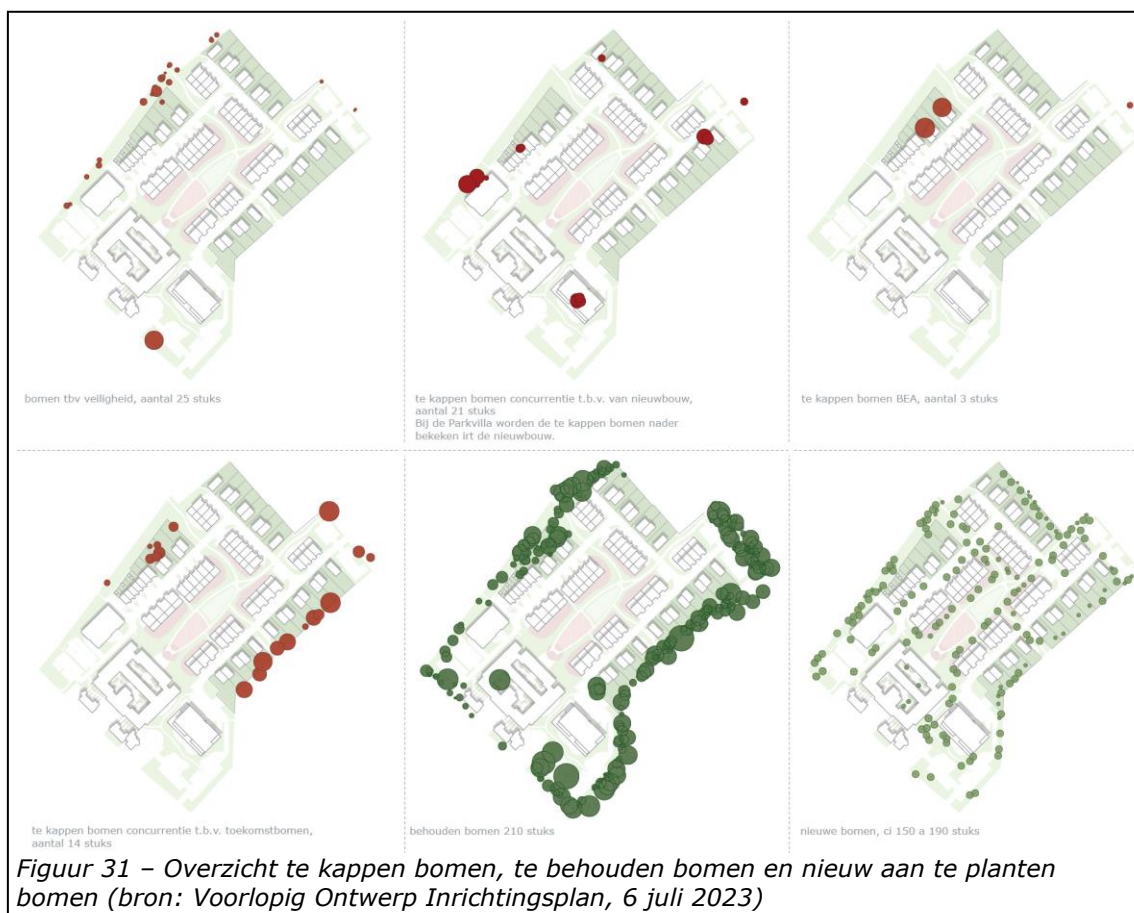 bomen tbv veiligheid, aantal 25 stuks
te kappen bomen concurrentie t.b.v. van nieuwbouw,
aantal 21 stuks
Bij de Parkvilla worden de te kappen bomen nader
bekeken irt de nieuwbouw.
te kappen bomen BEA, aantal 3 stuks
te kappen bomen concurrentie t.b.v. toekomstbomen,
aantal 14 stuks
behouden bomen 210 stuks
nieuwe bomen, ci 150 a 190 stuks
Figuur 31 – Overzicht te kappen bomen, te behouden bomen en nieuw aan te planten
bomen (bron: Voorlopig Ontwerp Inrichtingsplan, 6 juli 2023)